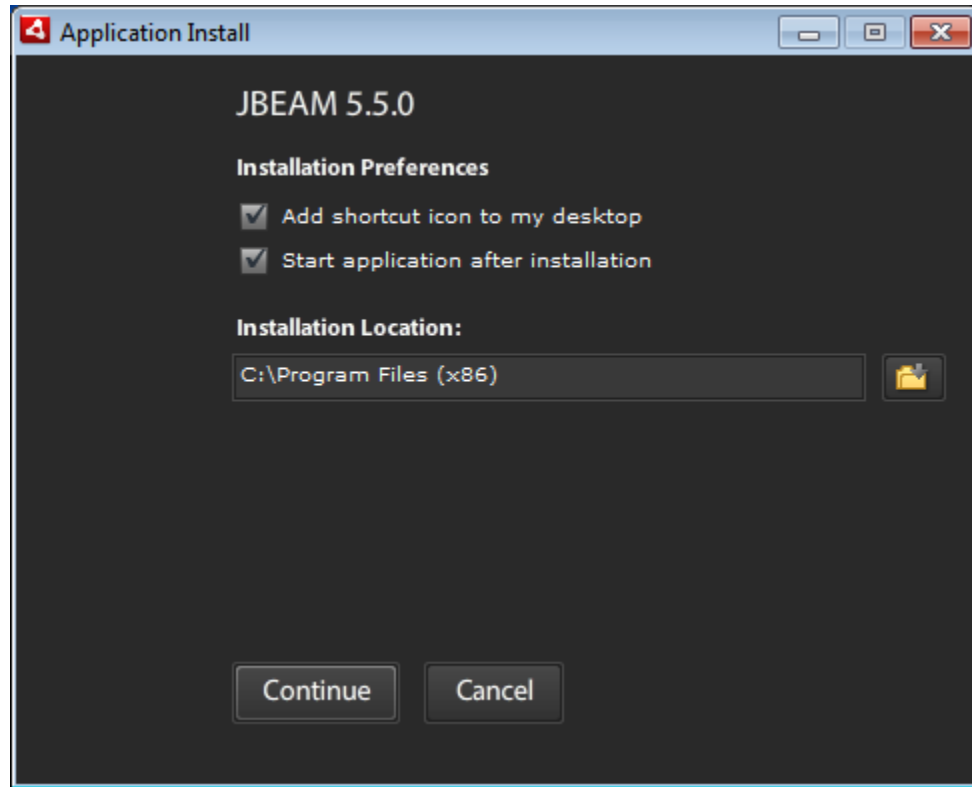 Application Install
JBEAM 5.5.0
Installation Preferences
Add shortcut icon to my desktop
Start application after installation
Installation Location:
C:\Program Files (x86)
Continue Cancel